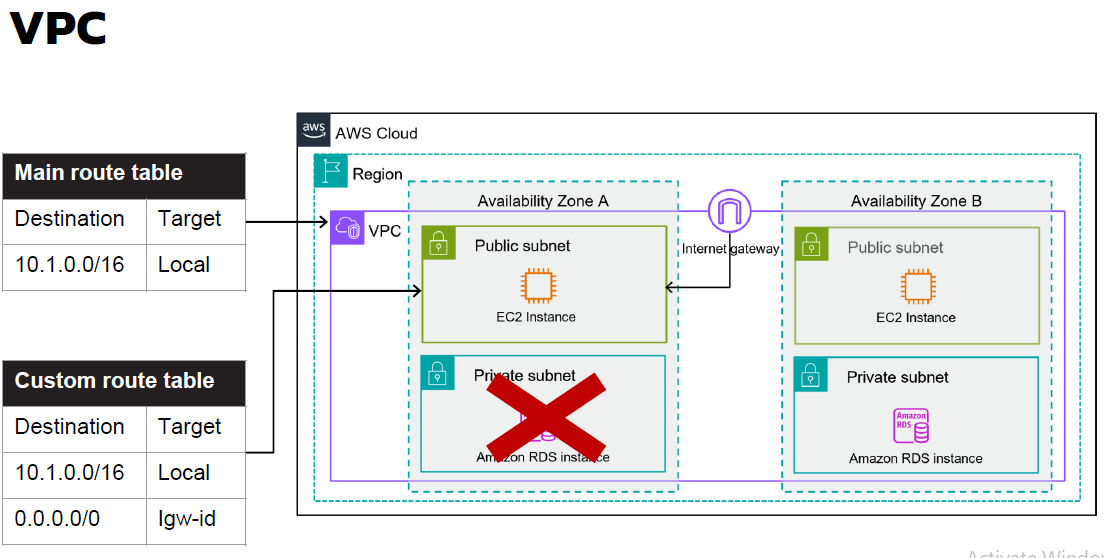 VPC
aws AWS Cloud
Main route table
Destination Target
10.1.0.0/16 Local
Region
Availability Zone A
Availability Zone B
VPC
Public subnet
EC2 Instance
Internet gateway
Public subnet
EC2 Instance
Custom route table
Destination Target
10.1.0.0/16 Local
0.0.0.0/0 Igw-id
Private subnet
Amazon RDS instance
Private subnet
Amazon RDS
Amazon RDS instance
Activate Window